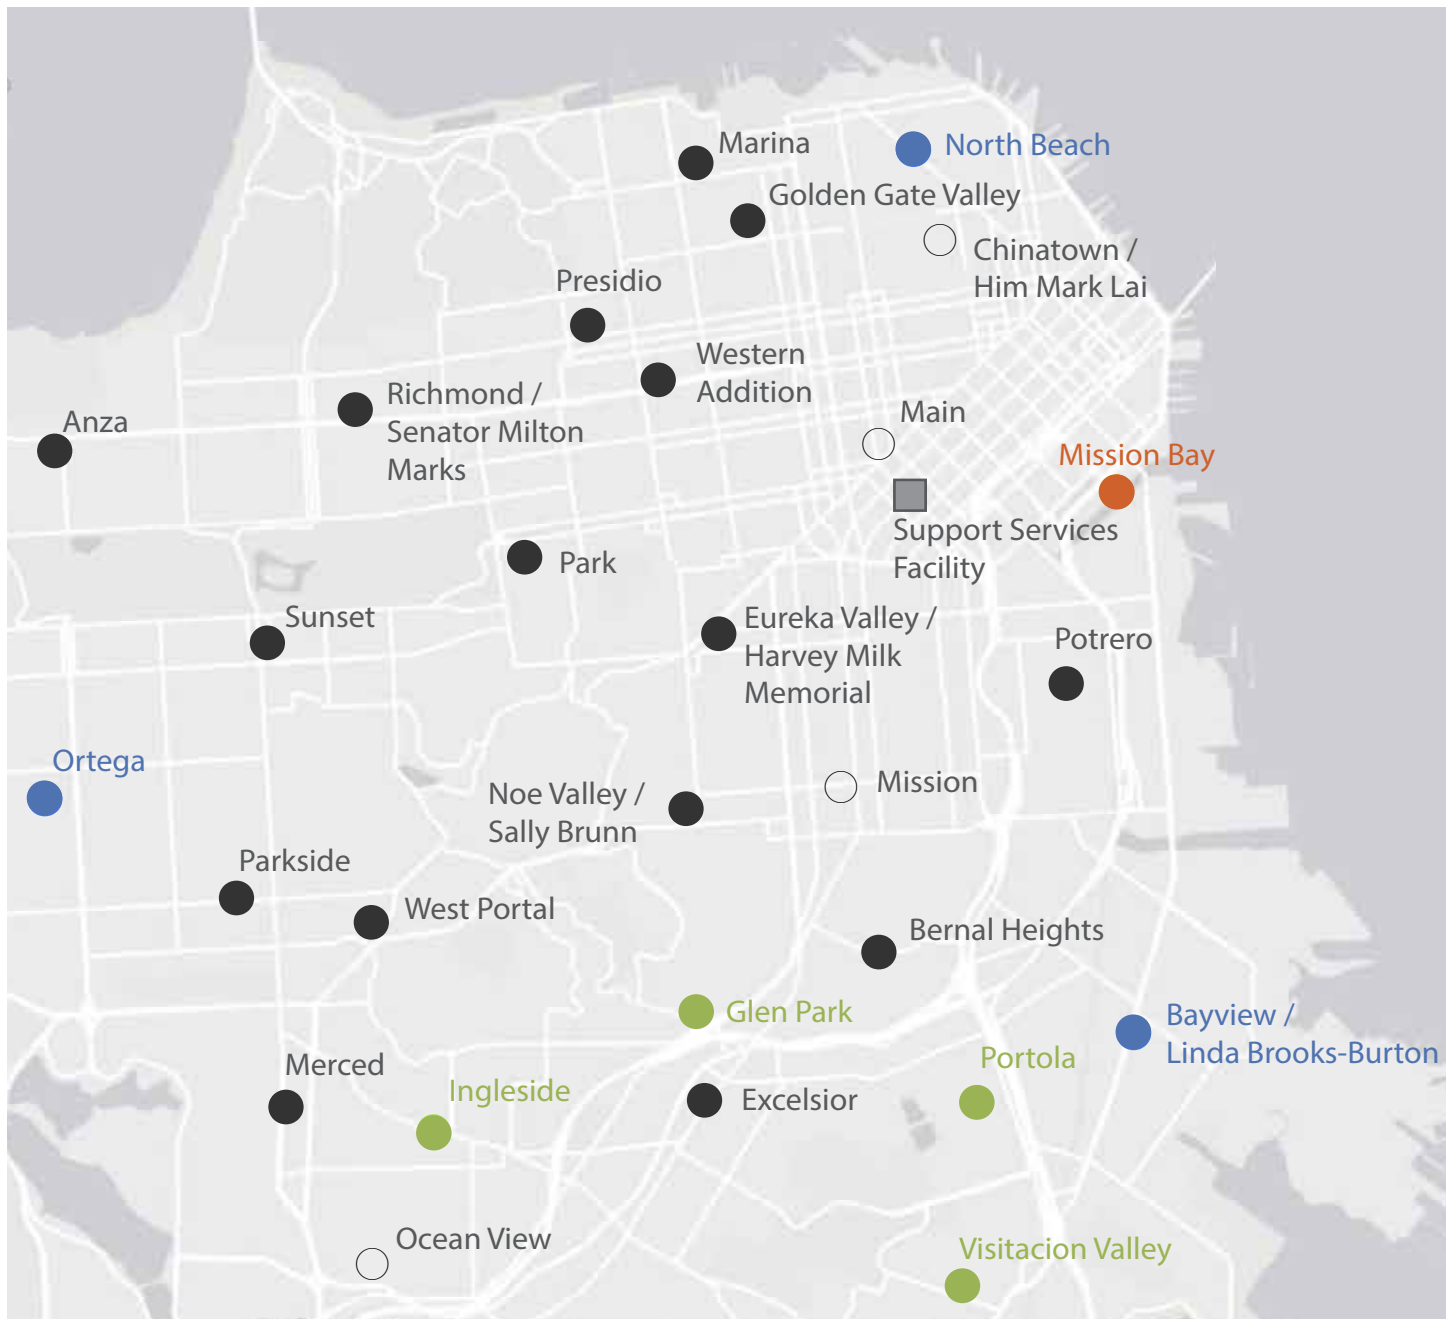 Marina
North Beach
Golden Gate Valley
Chinatown /
Him Mark Lai
Presidio
Western
Addition
Richmond /
Senator Milton
Marks
Anza
Main
Mission Bay
Support Services
Facility
Park
Sunset
Eureka Valley /
Harvey Milk
Memorial
Potrero
Ortega
Noe Valley /
Sally Brunn
Mission
Parkside
West Portal
Bernal Heights
Glen Park
Bayview /
Linda Brooks-Burton
Portola
Merced
Ingleside
Excelsior
Ocean View
Visitacion Valley